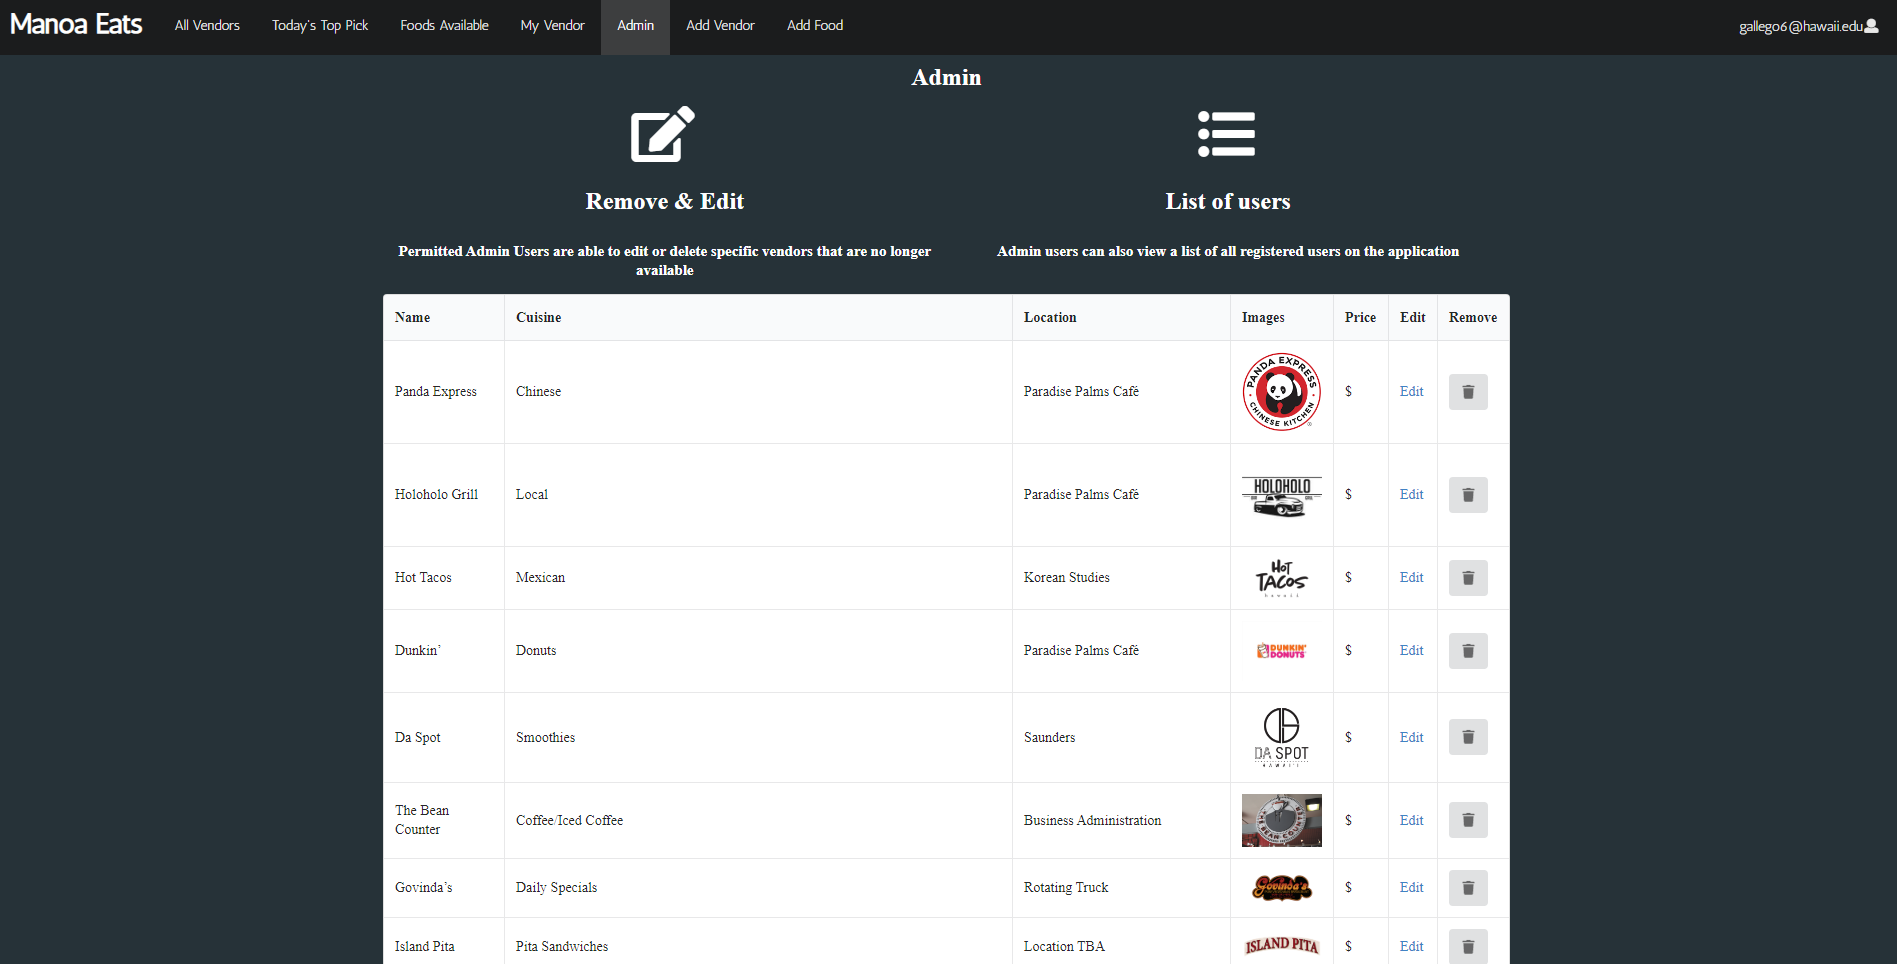 Manoa Eats All Vendors Today's Top Pick Foods Available My Vendor Admin Add Vendor Add Food gallego6@hawaii.edu
Admin
Remove & Edit
List of users
Permitted Admin Users are able to edit or delete specific vendors that are no longer
available
Admin users can also view a list of all registered users on the application
Name Cuisine Location Images Price Edit Remove
Panda Express Chinese Paradise Palms Café PANDA EXPRESS CHINESE KITCHEN ® $ Edit
Holoholo Grill Local Paradise Palms Café HOLOHOLO $ Edit
Hot Tacos Mexican Korean Studies HOT TACOS hawaii $ Edit
Dunkin’ Donuts Paradise Palms Café DUNKIN' DONUTS $ Edit
Da Spot Smoothies Saunders DA SPOT HAWAI'I $ Edit
The Bean
Counter Coffee/Iced Coffee Business Administration THE BEAN COUNTER $ Edit
Govinda’s Daily Specials Rotating Truck Govinda's $ Edit
Island Pita Pita Sandwiches Location TBA ISLAND PITA $ Edit